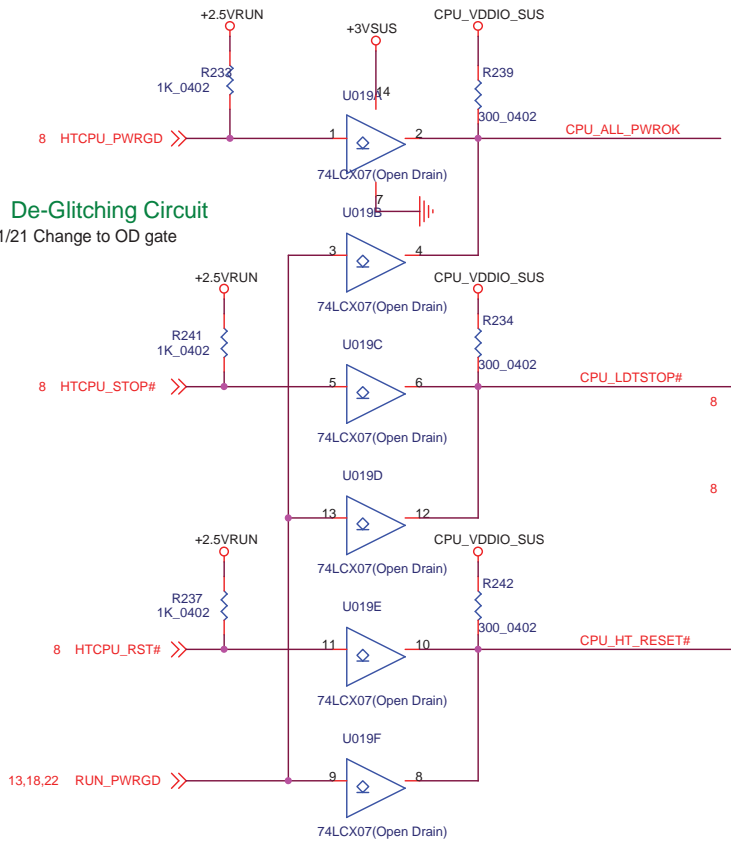 +2.5VRUN
+3VSUS
CPU_VDDIO_SUS
R233
1K_0402
R239
300_0402
U019A
14
8 HTCPU_PWRGD
1
2
CPU_ALL_PWROK
74LCX07(Open Drain)
7
De-Glitching Circuit
1/21 Change to OD gate
U019B
3
4
74LCX07(Open Drain)
+2.5VRUN
CPU_VDDIO_SUS
R241
1K_0402
R234
300_0402
U019C
8 HTCPU_STOP#
5
6
CPU_LDTSTOP#
8
74LCX07(Open Drain)
U019D
8
13
12
74LCX07(Open Drain)
+2.5VRUN
CPU_VDDIO_SUS
R237
1K_0402
R242
300_0402
U019E
8 HTCPU_RST#
11
10
CPU_HT_RESET#
74LCX07(Open Drain)
U019F
13,18,22 RUN_PWRGD
9
8
74LCX07(Open Drain)